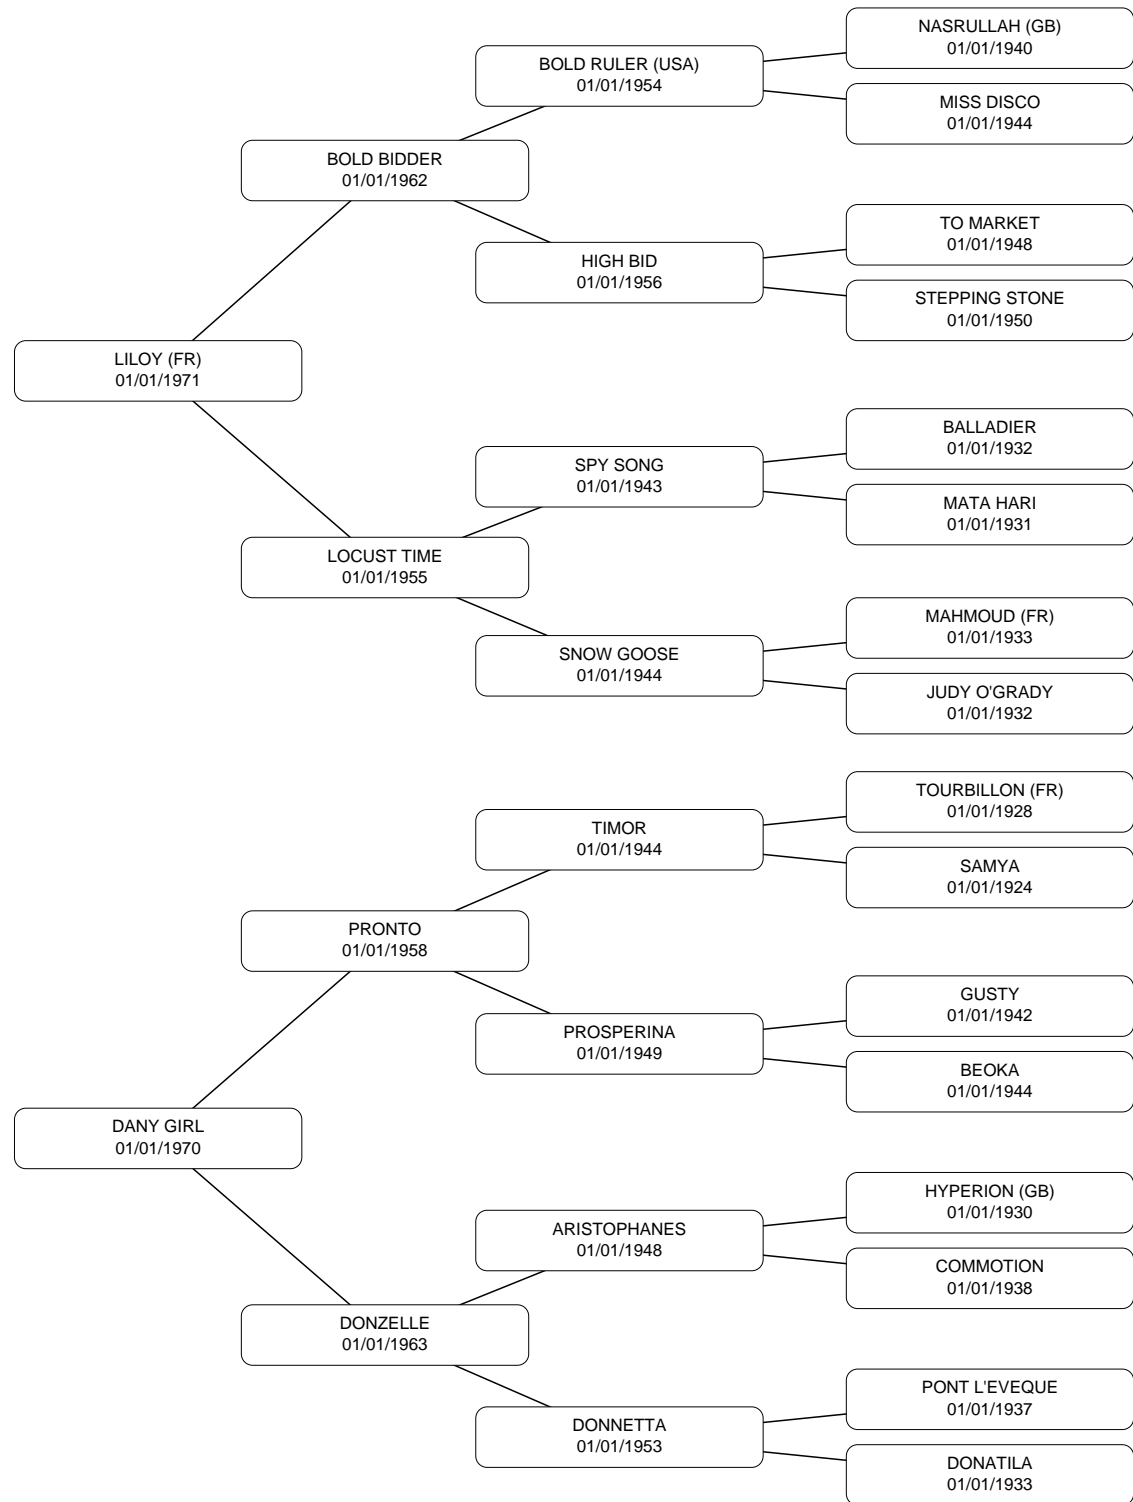 NASRULLAH (GB)
01/01/1940
BOLD RULER (USA)
01/01/1954
MISS DISCO
01/01/1944
BOLD BIDDER
01/01/1962
TO MARKET
01/01/1948
HIGH BID
01/01/1956
STEPPING STONE
01/01/1950
LILOY (FR)
01/01/1971
BALLADIER
01/01/1932
SPY SONG
01/01/1943
MATA HARI
01/01/1931
LOCUST TIME
01/01/1955
MAHMOUD (FR)
01/01/1933
SNOW GOOSE
01/01/1944
JUDY O'GRADY
01/01/1932
TOURBILLON (FR)
01/01/1928
TIMOR
01/01/1944
SAMYA
01/01/1924
PRONTO
01/01/1958
GUSTY
01/01/1942
PROSPERINA
01/01/1949
BEOKA
01/01/1944
DANY GIRL
01/01/1970
HYPERION (GB)
01/01/1930
ARISTOPHANES
01/01/1948
COMMOTION
01/01/1938
DONZELLE
01/01/1963
PONT L'EVEQUE
01/01/1937
DONNETTA
01/01/1953
DONATILA
01/01/1933